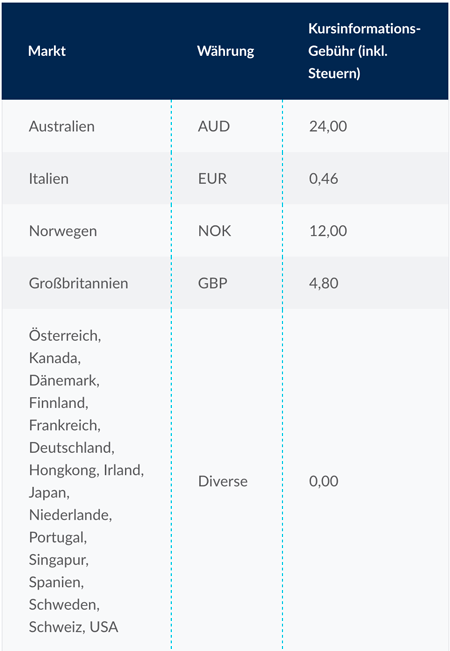 Markt Währung Kursinformations-
Gebühr (inkl.
Steuern)
Australien AUD 24,00
Italien EUR 0,46
Norwegen NOK 12,00
Großbritannien GBP 4,80
Österreich,
Kanada,
Dänemark,
Finnland,
Frankreich,
Deutschland,
Hongkong, Irland,
Japan,
Niederlande,
Portugal,
Singapur,
Spanien,
Schweden,
Schweiz, USA
Diverse 0,00